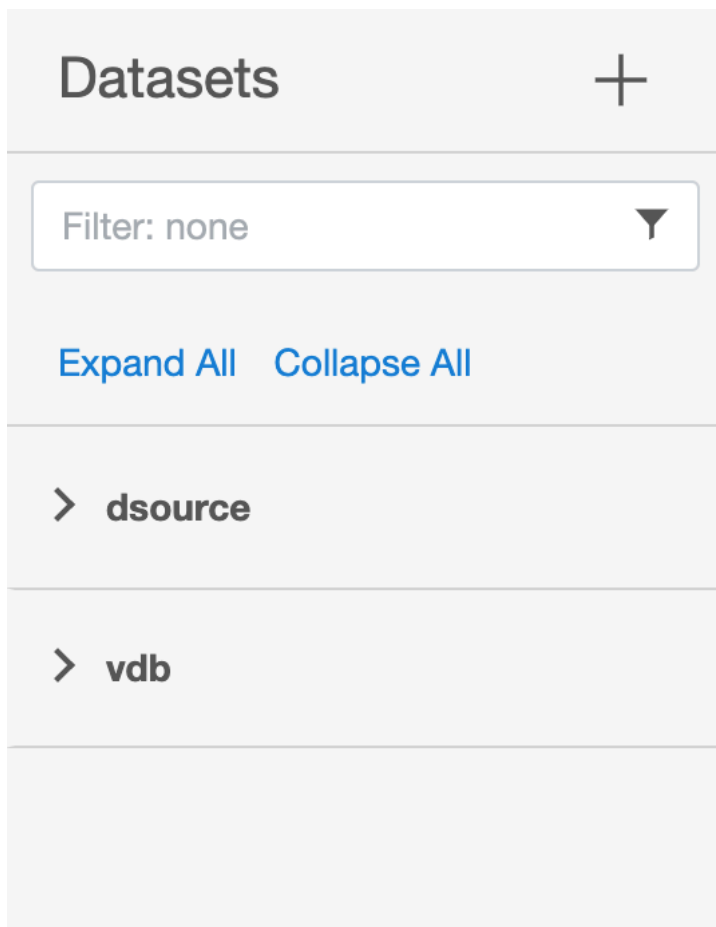 Datasets
Filter: none
Expand All Collapse All
dsource
vdb